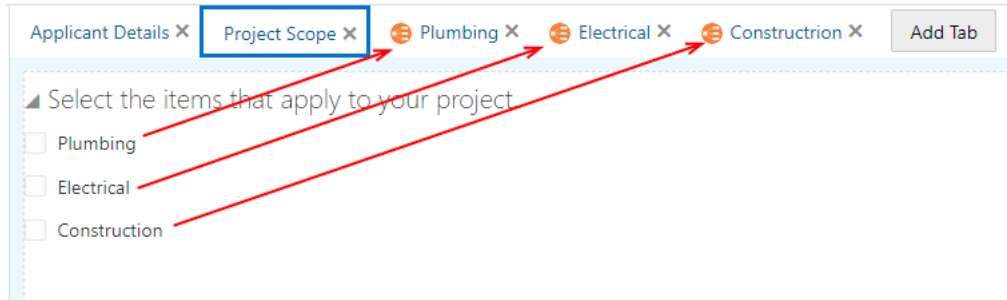 Applicant Details × Project Scope × Plumbing × Electrical × Constructrion × Add Tab
Select the items that apply to your project.
Plumbing
Electrical
Construction